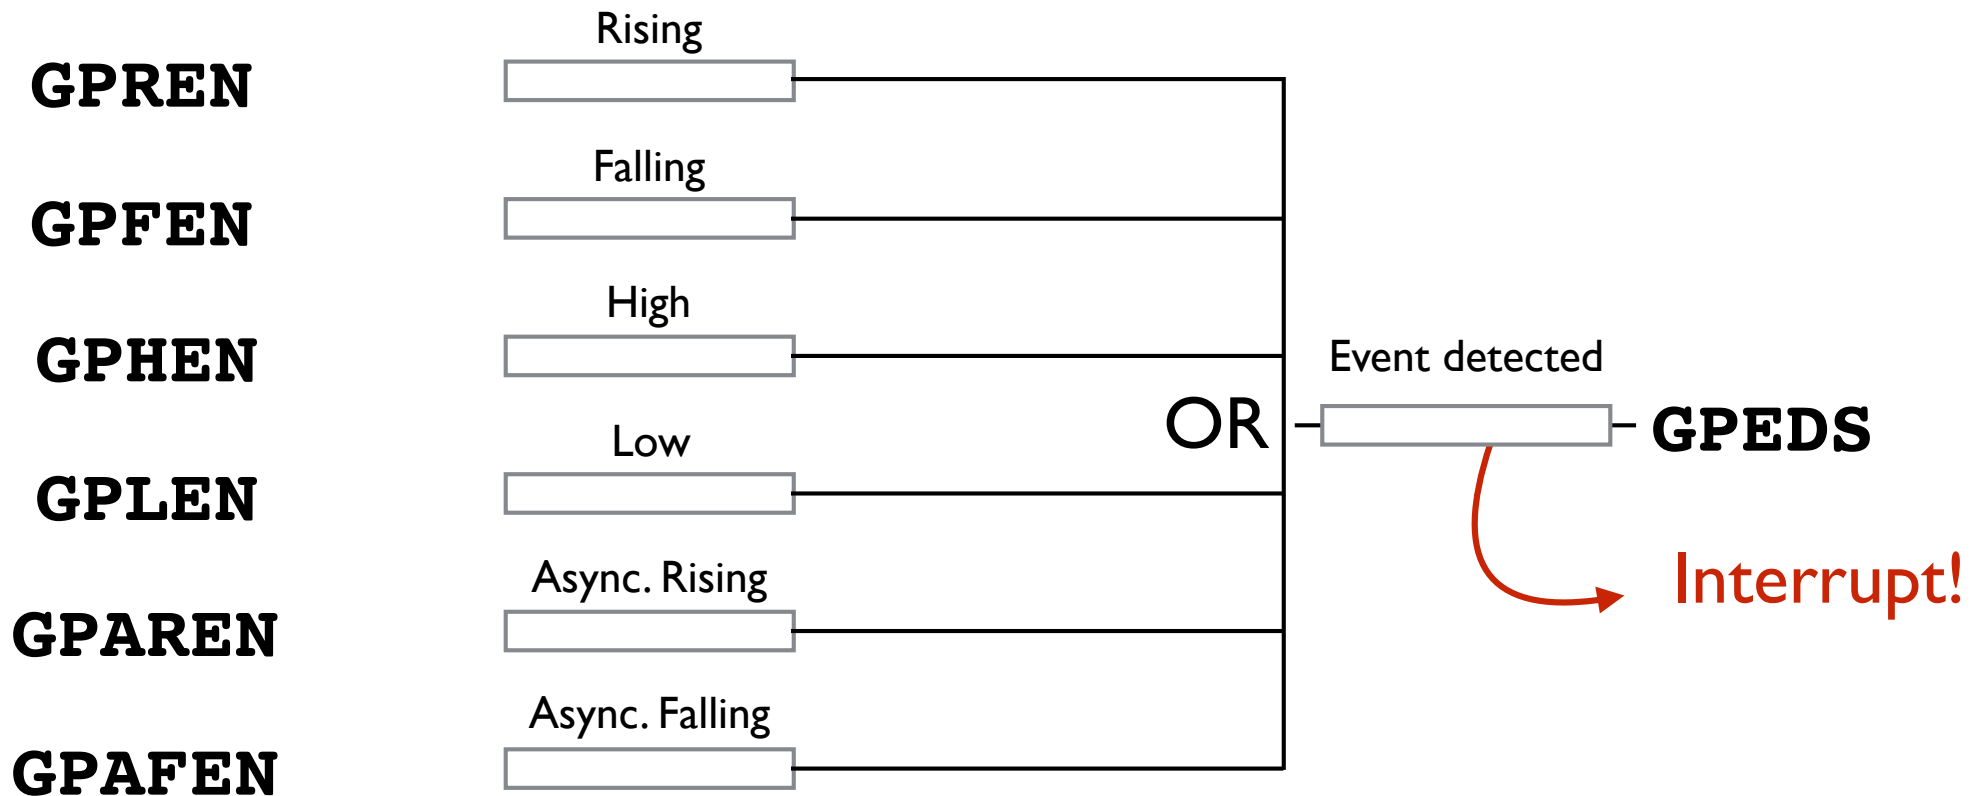 Rising
GPREN
Falling
GPFEN
High
GPHEN
Event detected
OR
GPEDS
Low
GPLEN
Async. Rising
Interrupt!
GPAREN
Async. Falling
GPAFEN